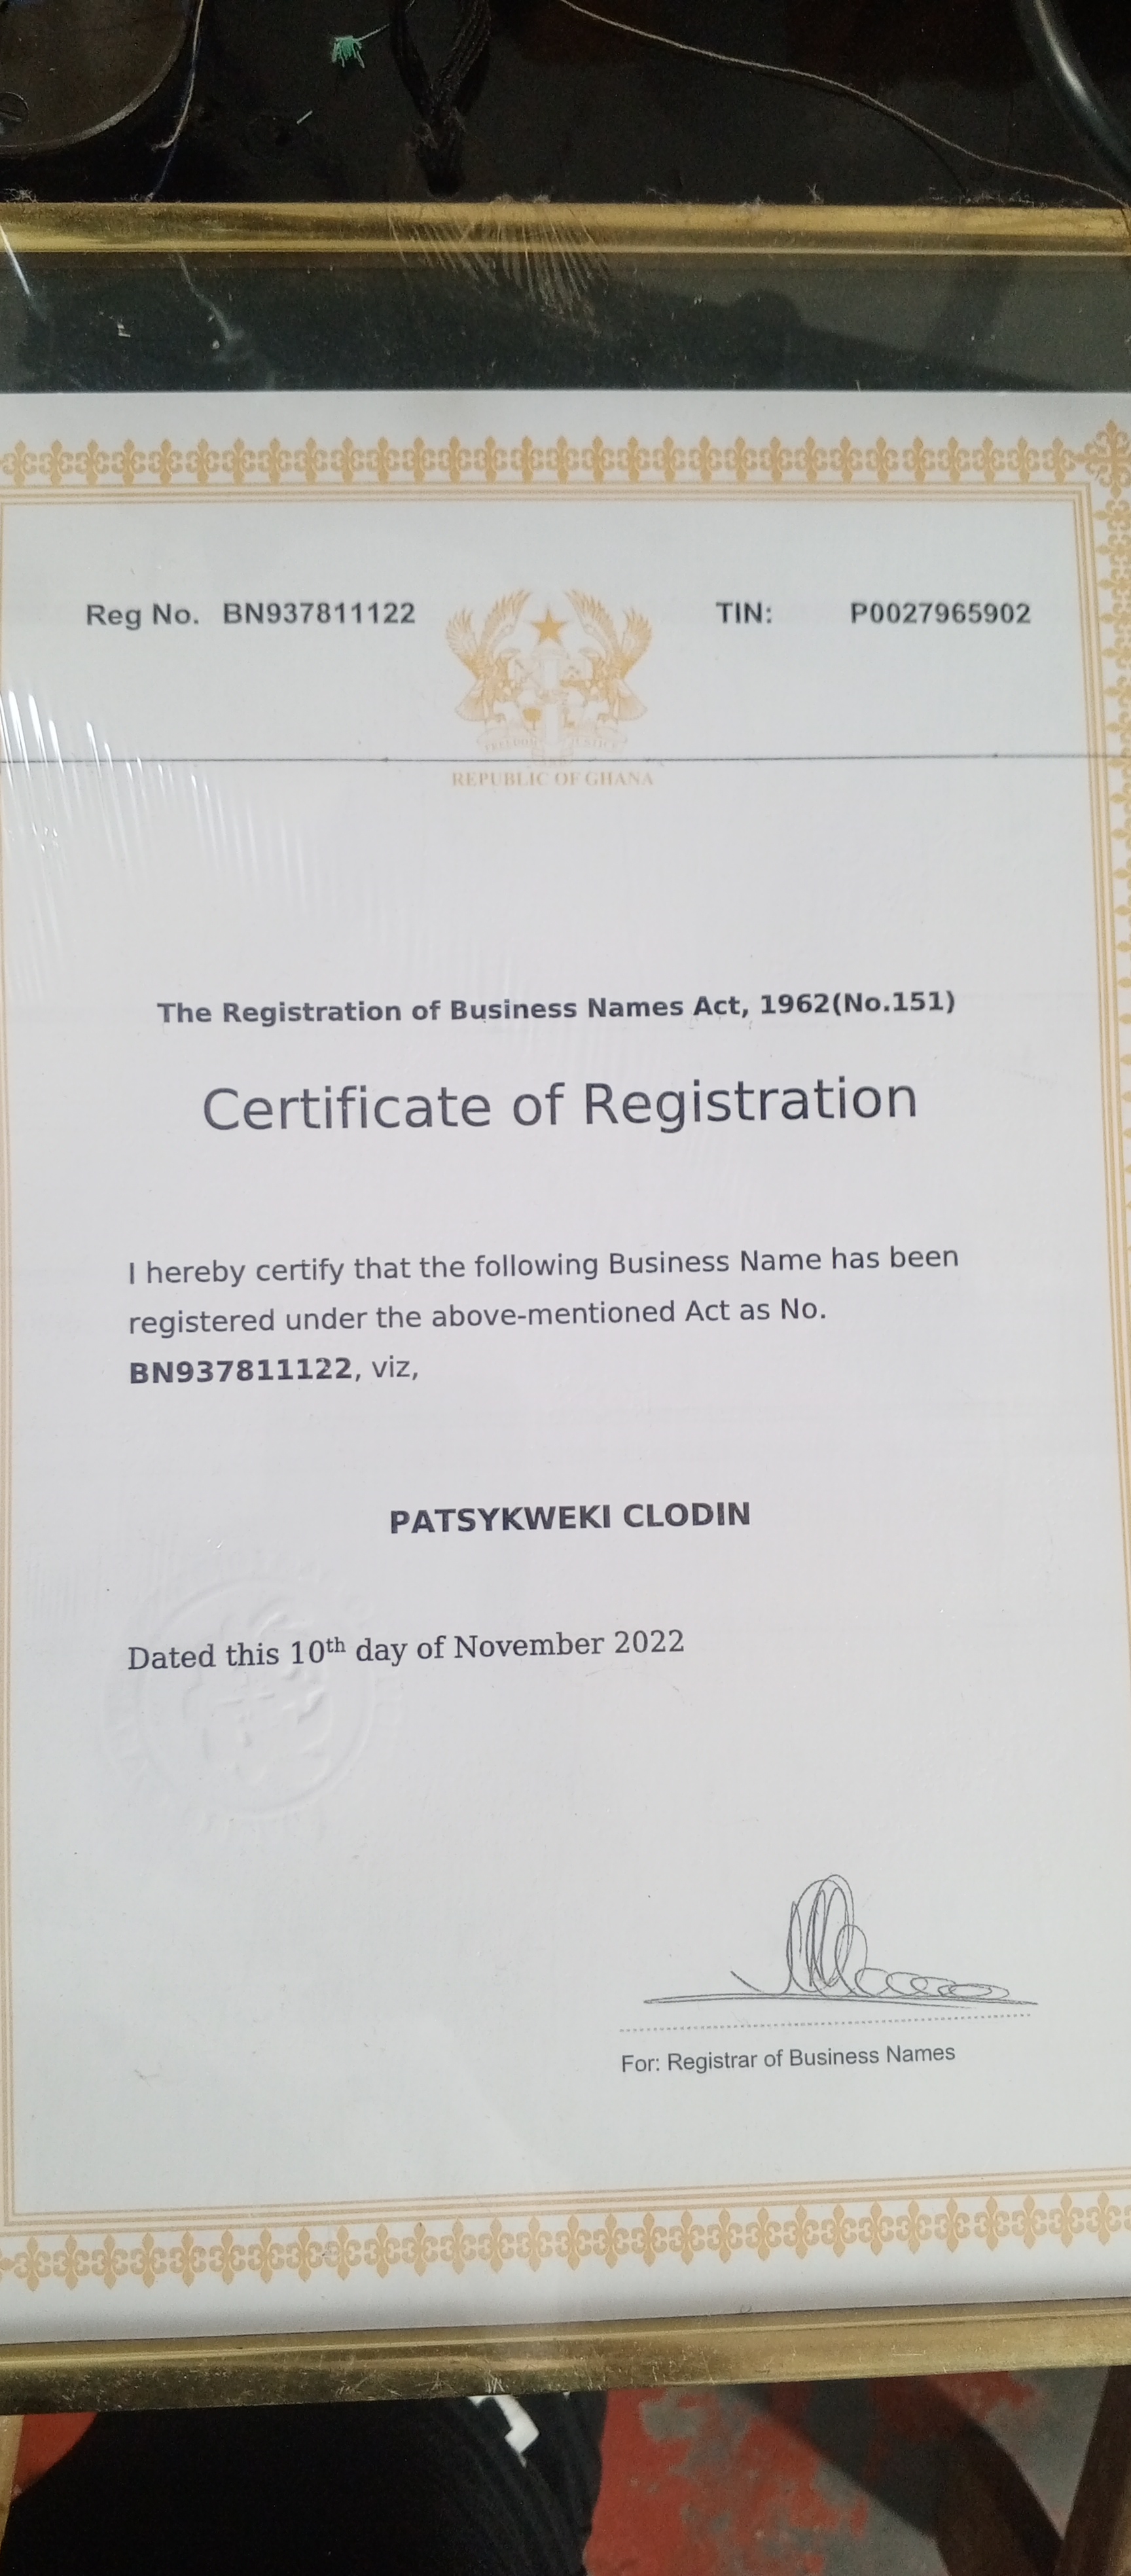 Reg No. BN937811122 TIN: P0027965902
FREEDOM JUSTICE
REPUBLIC OF GHANA
The Registration of Business Names Act, 1962(No.151)
Certificate of Registration
I hereby certify that the following Business Name has been
registered under the above-mentioned Act as No.
BN937811122, viz,
PATSYKWEKI CLODIN
Dated this 10th day of November 2022
For: Registrar of Business Names